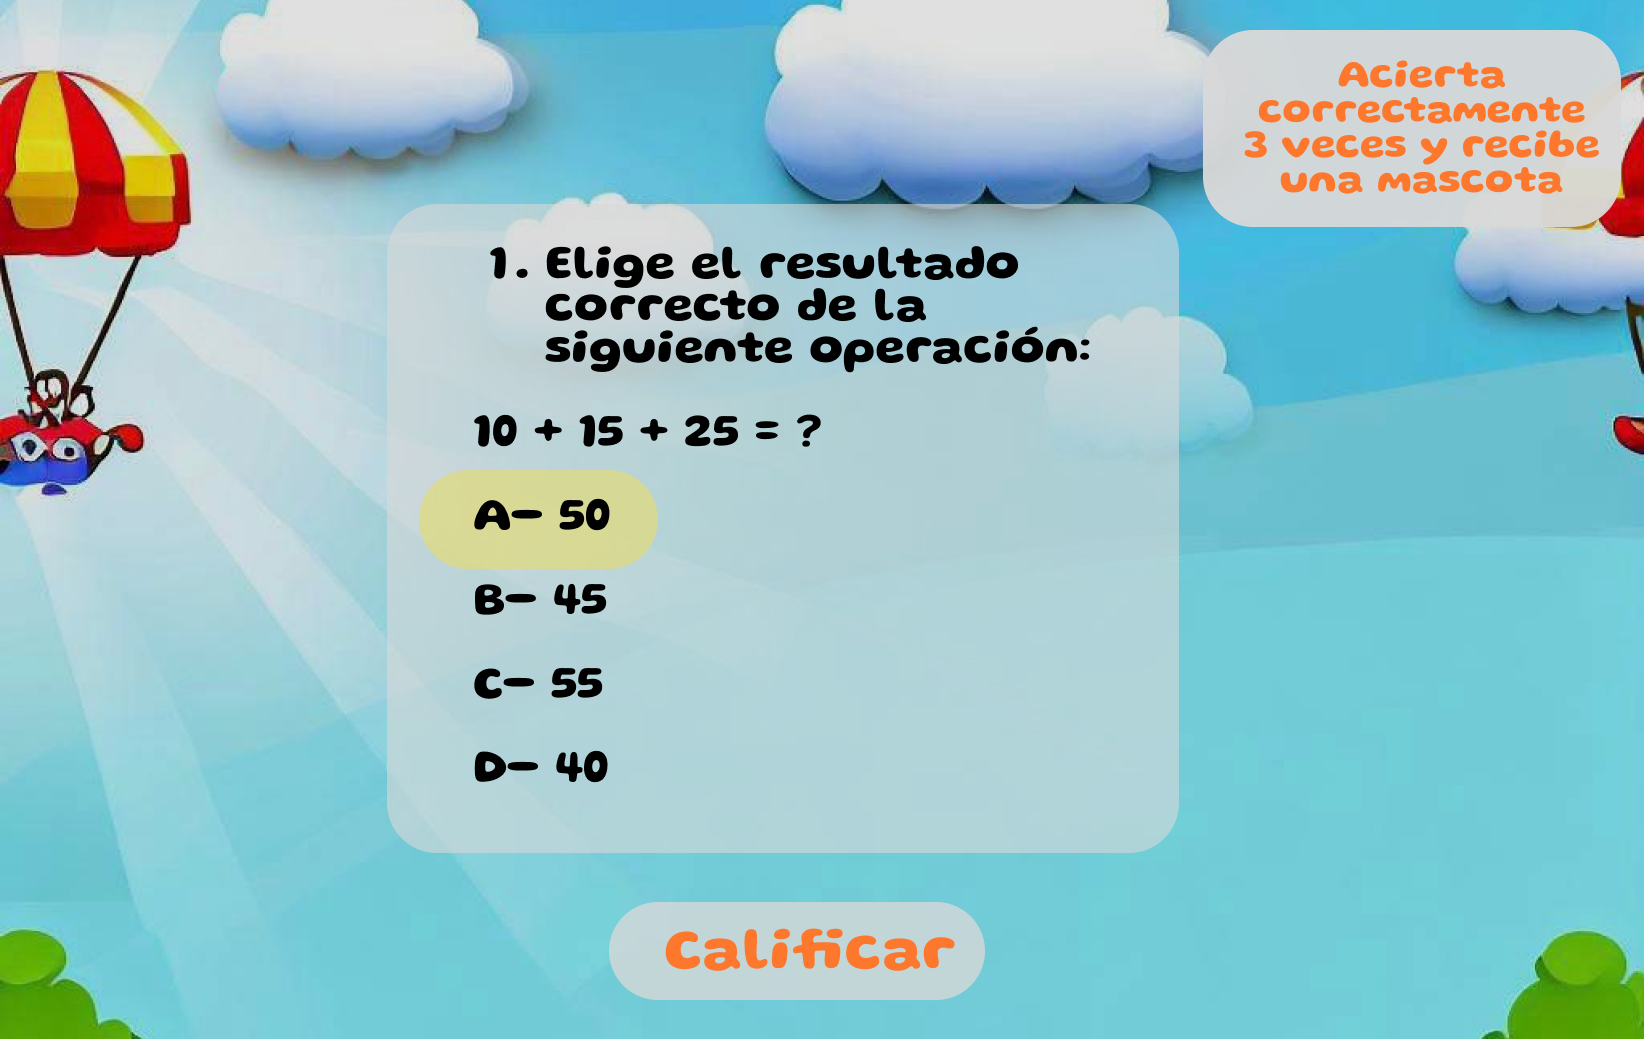 Acierta
correctamente
3 veces y recibe
una mascota
1. Elige el resultado
correcto de la
siguiente operación:
10 + 15 + 25 = ?
A- 50
B- 45
C- 55
D- 40
Calificar